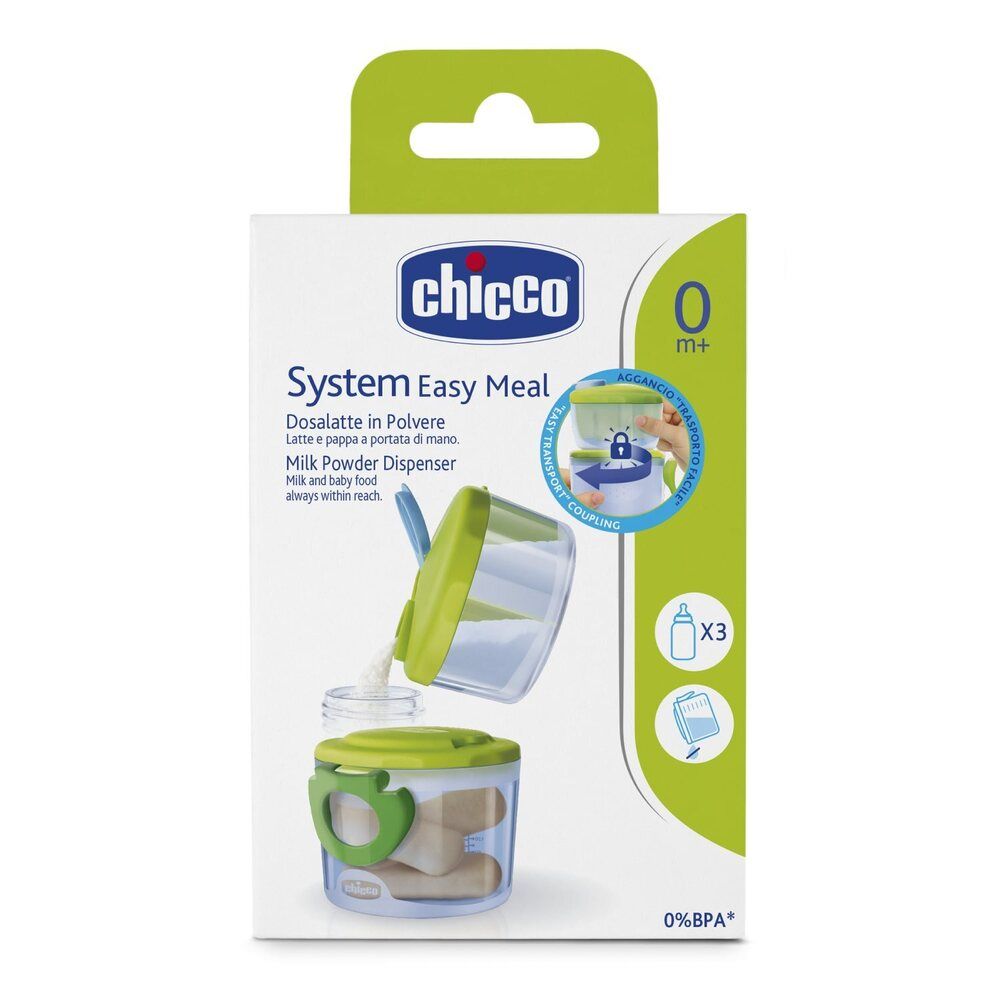 chicco
0
m+
System Easy Meal
Dosalatte in Polvere
Latte e pappa a portata di mano.
Milk Powder Dispenser
Milk and baby food
always within reach.
AGGANCIO "TRASPORTO FACILE"
"EASY TRANSPORT" COUPLING
X3
chicco
0%BPA*